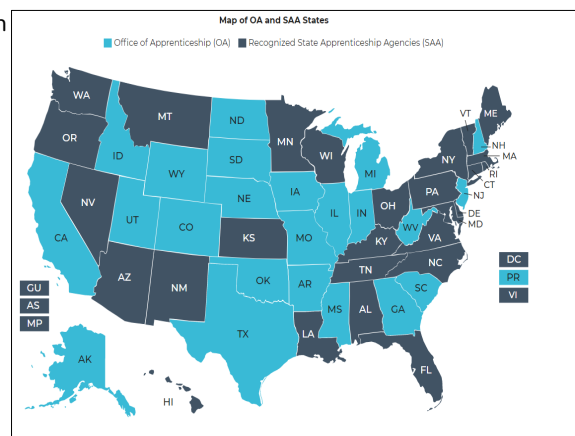 Map of OA and SAA States
Office of Apprenticeship (OA) Recognized State Apprenticeship Agencies (SAA)
WA
MT
ND
MN
VT
ME
OR
ID
SD
WI
NY
NH
MA
WY
MI
RI
CT
NV
NE
IA
PA
NJ
UT
IL
IN
OH
DE
CA
CO
MO
WV
MD
KS
KY
VA
DC
AZ
NM
OK
AR
TN
NC
PR
GU
MS
AL
GA
SC
VI
AS
TX
LA
MP
FL
AK
HI